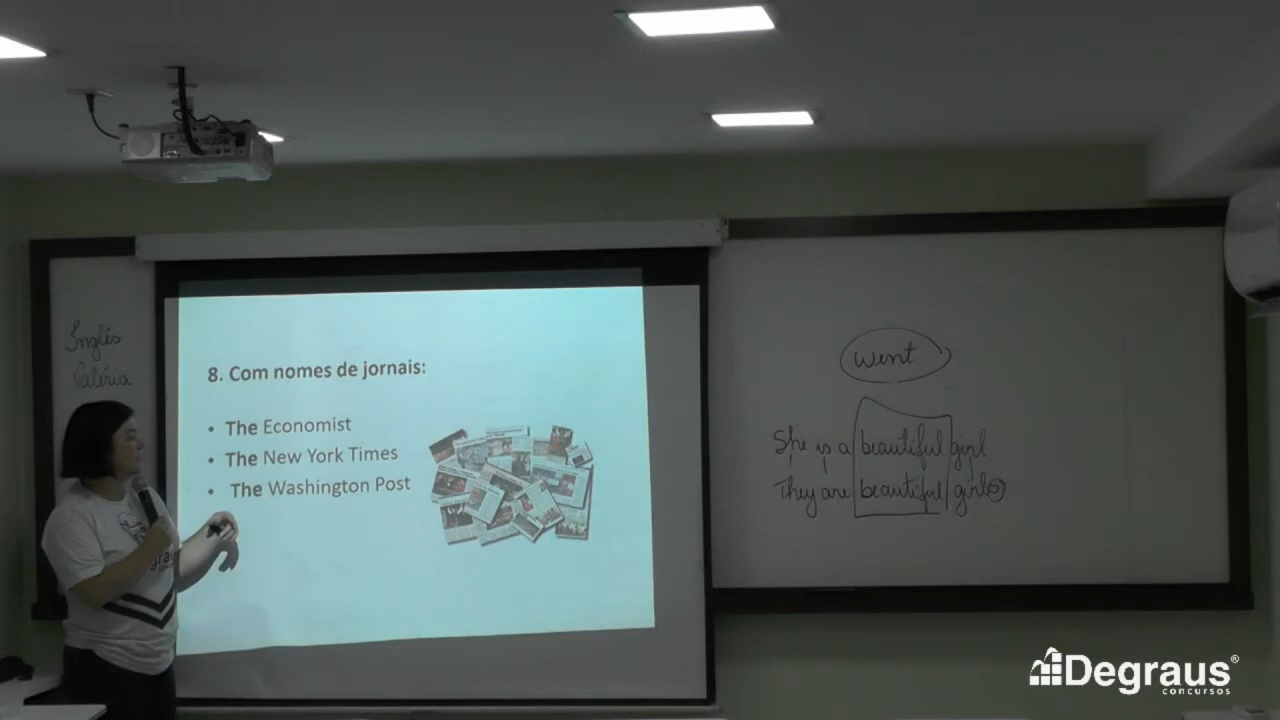 Inglês
Valéria
8. Com nomes de jornais:
• The Economist
• The New York Times
• The Washington Post
went
She is a beautiful girl
They are beautiful girls
Degraus®
concursos